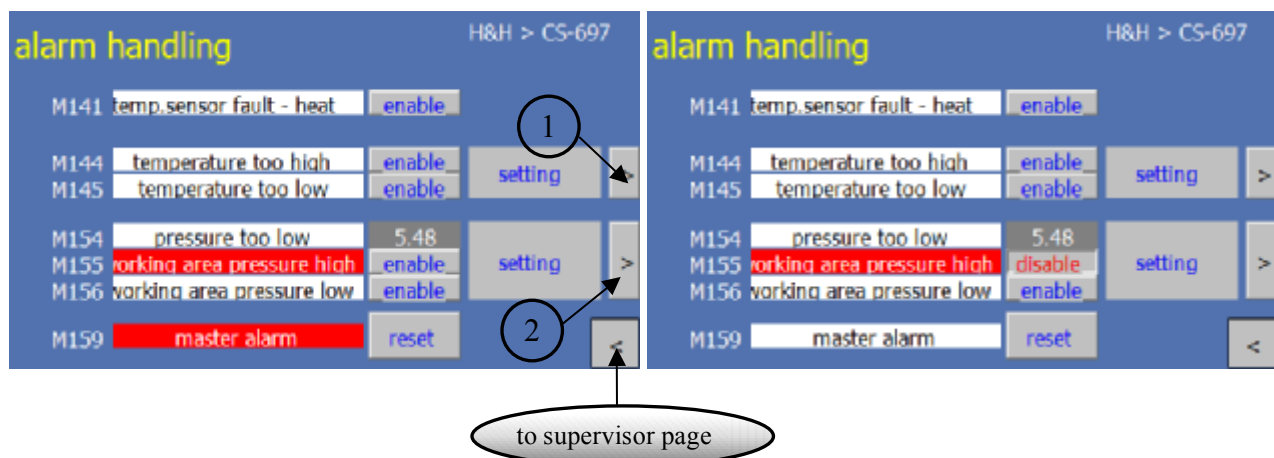 H&H > CS-697
alarm handling
M141 temp.sensor fault - heat enable
1
M144 temperature too high enable
setting >
M145 temperature too low enable
M154 pressure too low 5.48
M155 working area pressure high enable setting >
M156 working area pressure low enable
2
M159 master alarm reset
<
to supervisor page
H&H > CS-697
alarm handling
M141 temp.sensor fault - heat enable
M144 temperature too high enable
setting >
M145 temperature too low enable
M154 pressure too low 5.48
M155 working area pressure high disable setting >
M156 working area pressure low enable
M159 master alarm reset
<